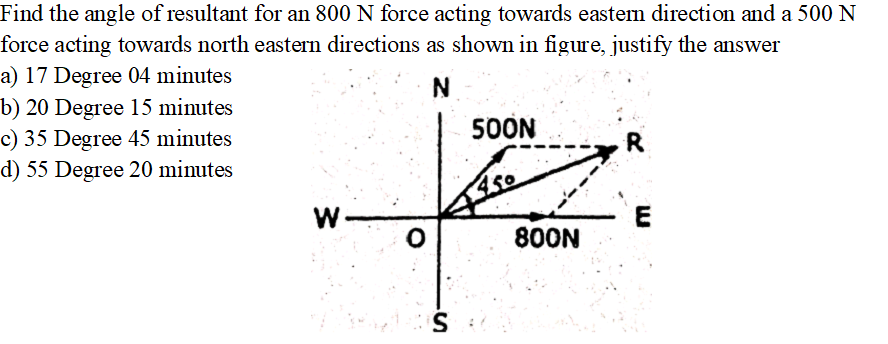 Find the angle of resultant for an 800 N force acting towards eastern direction and a 500 N
force acting towards north eastern directions as shown in figure, justify the answer
a) 17 Degree 04 minutes
b) 20 Degree 15 minutes
c) 35 Degree 45 minutes
d) 55 Degree 20 minutes
N
500N
R
45°
W
E
O
800N
S